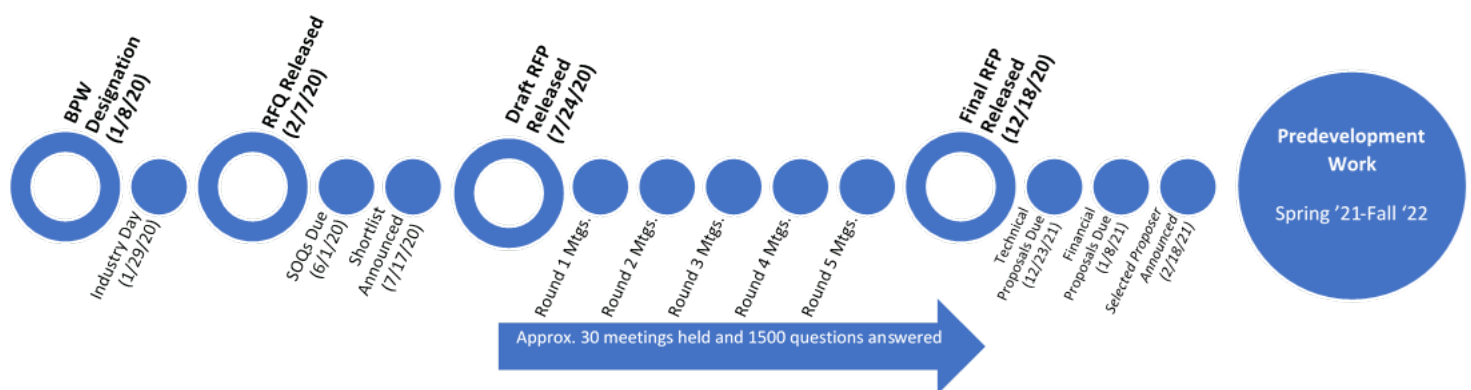 BPW
Designation
(1/8/20)
Industry Day
(1/29/20)
RFQ Released
(2/7/20)
SOQs Due
(6/1/20)
Shortlist
Announced
(7/17/20)
Draft RFP
Released
(7/24/20)
Round 1 Mtgs.
Round 2 Mtgs.
Round 3 Mtgs.
Round 4 Mtgs.
Round 5 Mtgs.
Approx. 30 meetings held and 1500 questions answered
Final RFP
Released
(12/18/20)
Technical
Proposals Due
(12/23/21)
Financial
Proposals Due
(1/8/21)
Selected Proposer
Announced
(2/18/21)
Predevelopment
Work
Spring ’21-Fall ‘22